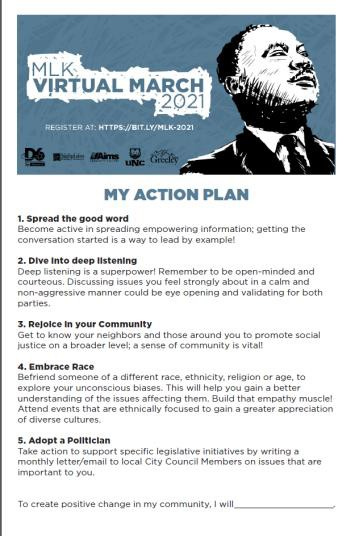 MLK
VIRTUAL MARCH
2021
REGISTER AT: HTTPS://BIT.LY/MLK-2021
D6
Aims
UNC
Greeley
MY ACTION PLAN
1. Spread the good word
Become active in spreading empowering information; getting the
conversation started is a way to lead by example!
2. Dive into deep listening
Deep listening is a superpower! Remember to be open-minded and
courteous. Discussing issues you feel strongly about in a calm and
non-aggressive manner could be eye opening and validating for both
parties.
3. Rejoice in your Community
Get to know your neighbors and those around you to promote social
justice on a broader level; a sense of community is vital!
4. Embrace Race
Befriend someone of a different race, ethnicity, religion or age, to
explore your unconscious biases. This will help you gain a better
understanding of the issues affecting them. Build that empathy muscle!
Attend events that are ethnically focused to gain a greater appreciation
of diverse cultures.
5. Adopt a Politician
Take action to support specific legislative initiatives by writing a
monthly letter/email to local City Council Members on issues that are
important to you.
To create positive change in my community, I will____________________.